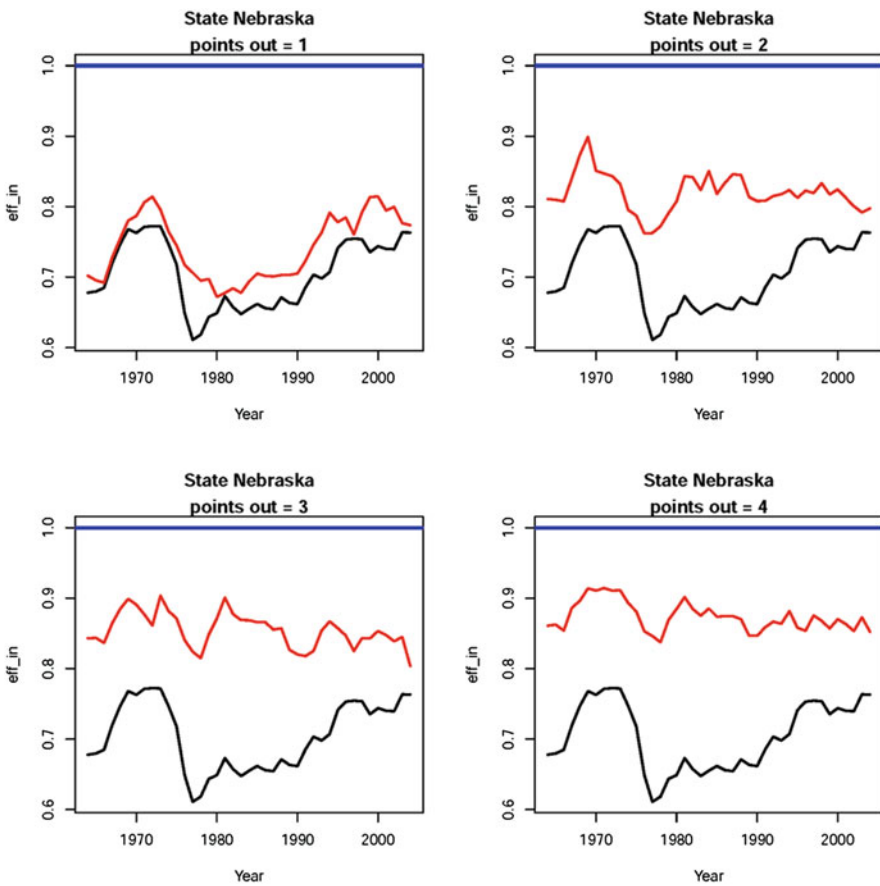 State Nebraska
points out = 1
eff_in
1.0
0.9
0.8
0.7
0.6
1970 1980 1990 2000
Year
State Nebraska
points out = 2
eff_in
1.0
0.9
0.8
0.7
0.6
1970 1980 1990 2000
Year
State Nebraska
points out = 3
eff_in
1.0
0.9
0.8
0.7
0.6
1970 1980 1990 2000
Year
State Nebraska
points out = 4
eff_in
1.0
0.9
0.8
0.7
0.6
1970 1980 1990 2000
Year